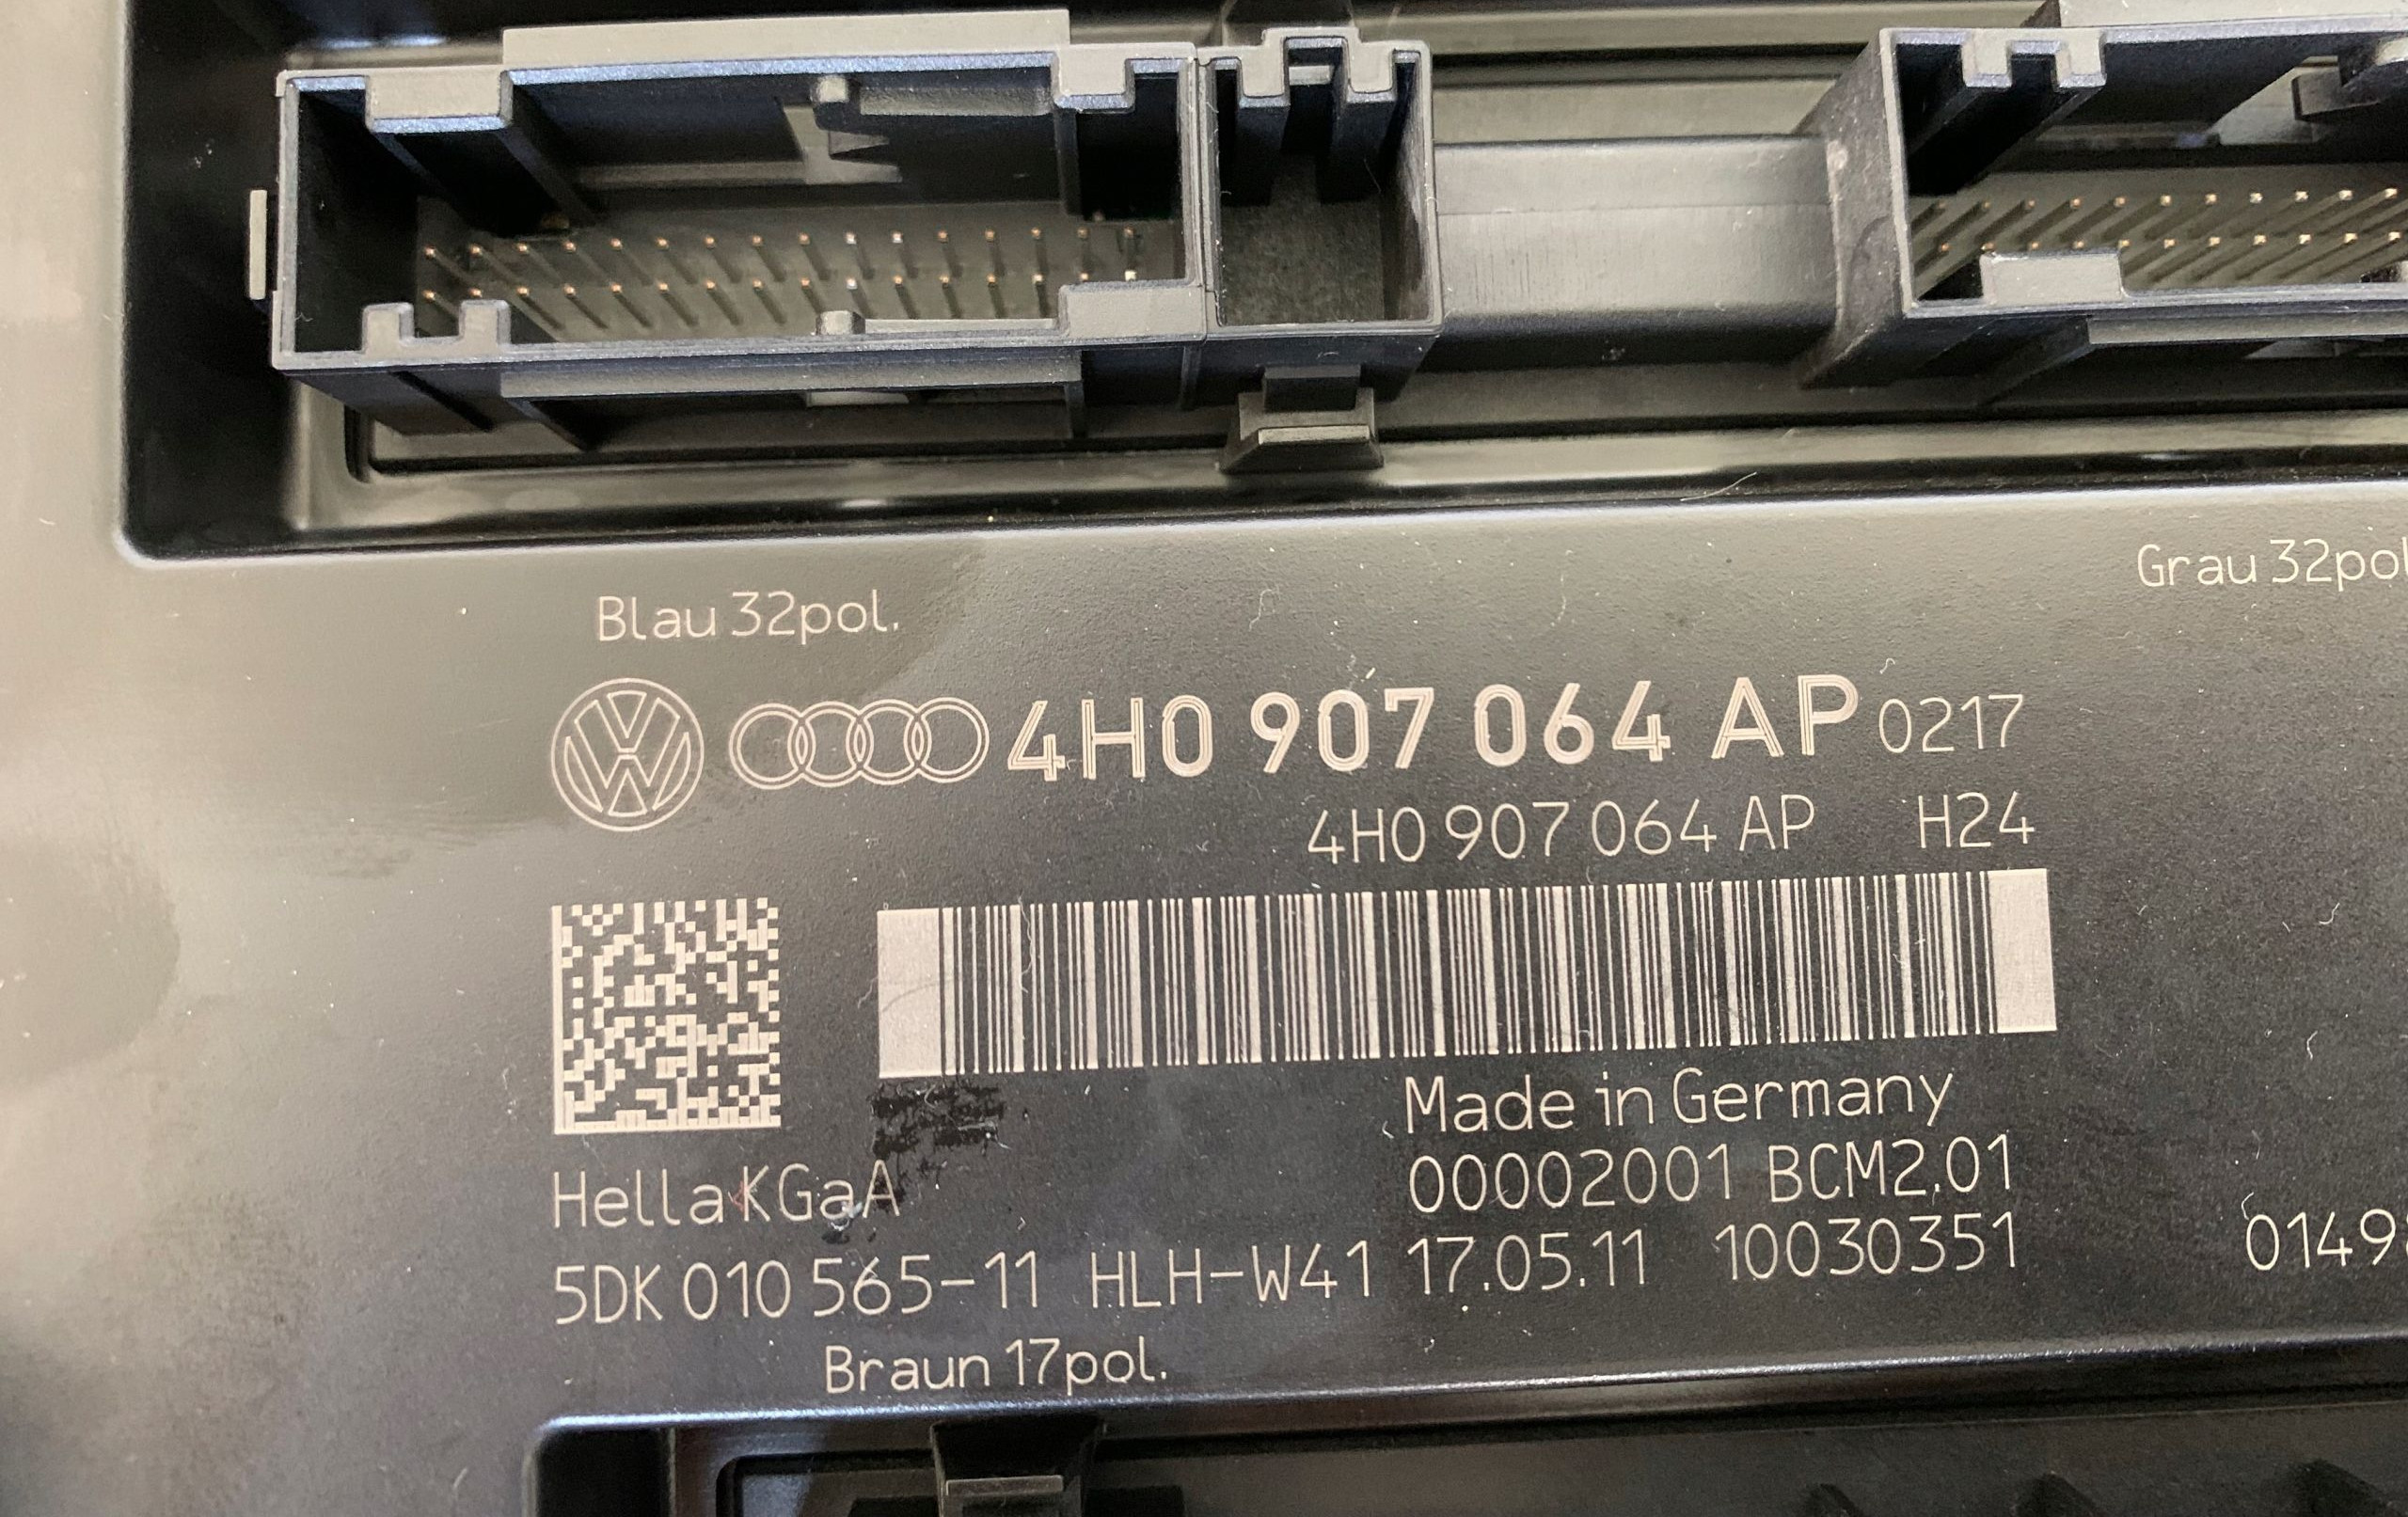 Grau 32pol
Blau 32pol.
4H0 907 064 AP 0217
4H0 907 064 AP H24
Made in Germany
00002001 BCM2.01
Hella KGaA
5DK 010 565-11 HLH-W41 17.05.11 10030351
Braun 17pol.